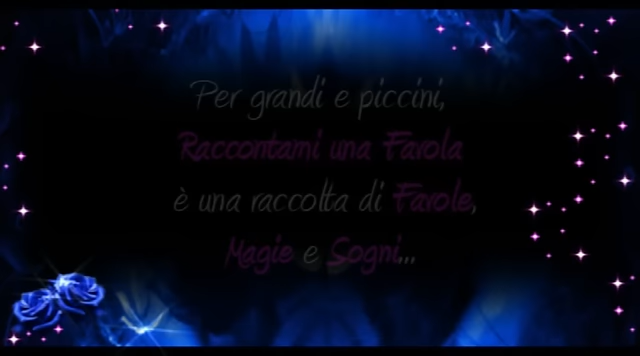 Per grandi e piccini,
Raccontami una Favola
è una raccolta di Favole,
Magie e Sogni...